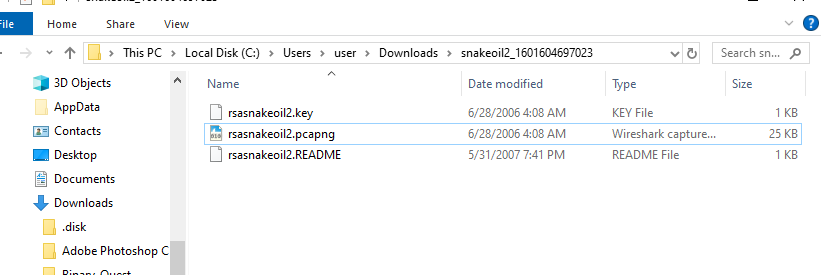 File Home Share View
This PC Local Disk (C:) Users user Downloads snakeoil2_1601604697023 Search sn...
3D Objects
AppData
Contacts
Desktop
Documents
Downloads
.disk
Adobe Photoshop C
Name Date modified Type Size
rsasnakeoil2.key 6/28/2006 4:08 AM KEY File 1 KB
rsasnakeoil2.pcapng 6/28/2006 4:08 AM Wireshark capture... 25 KB
rsasnakeoil2.README 5/31/2007 7:41 PM README File 1 KB